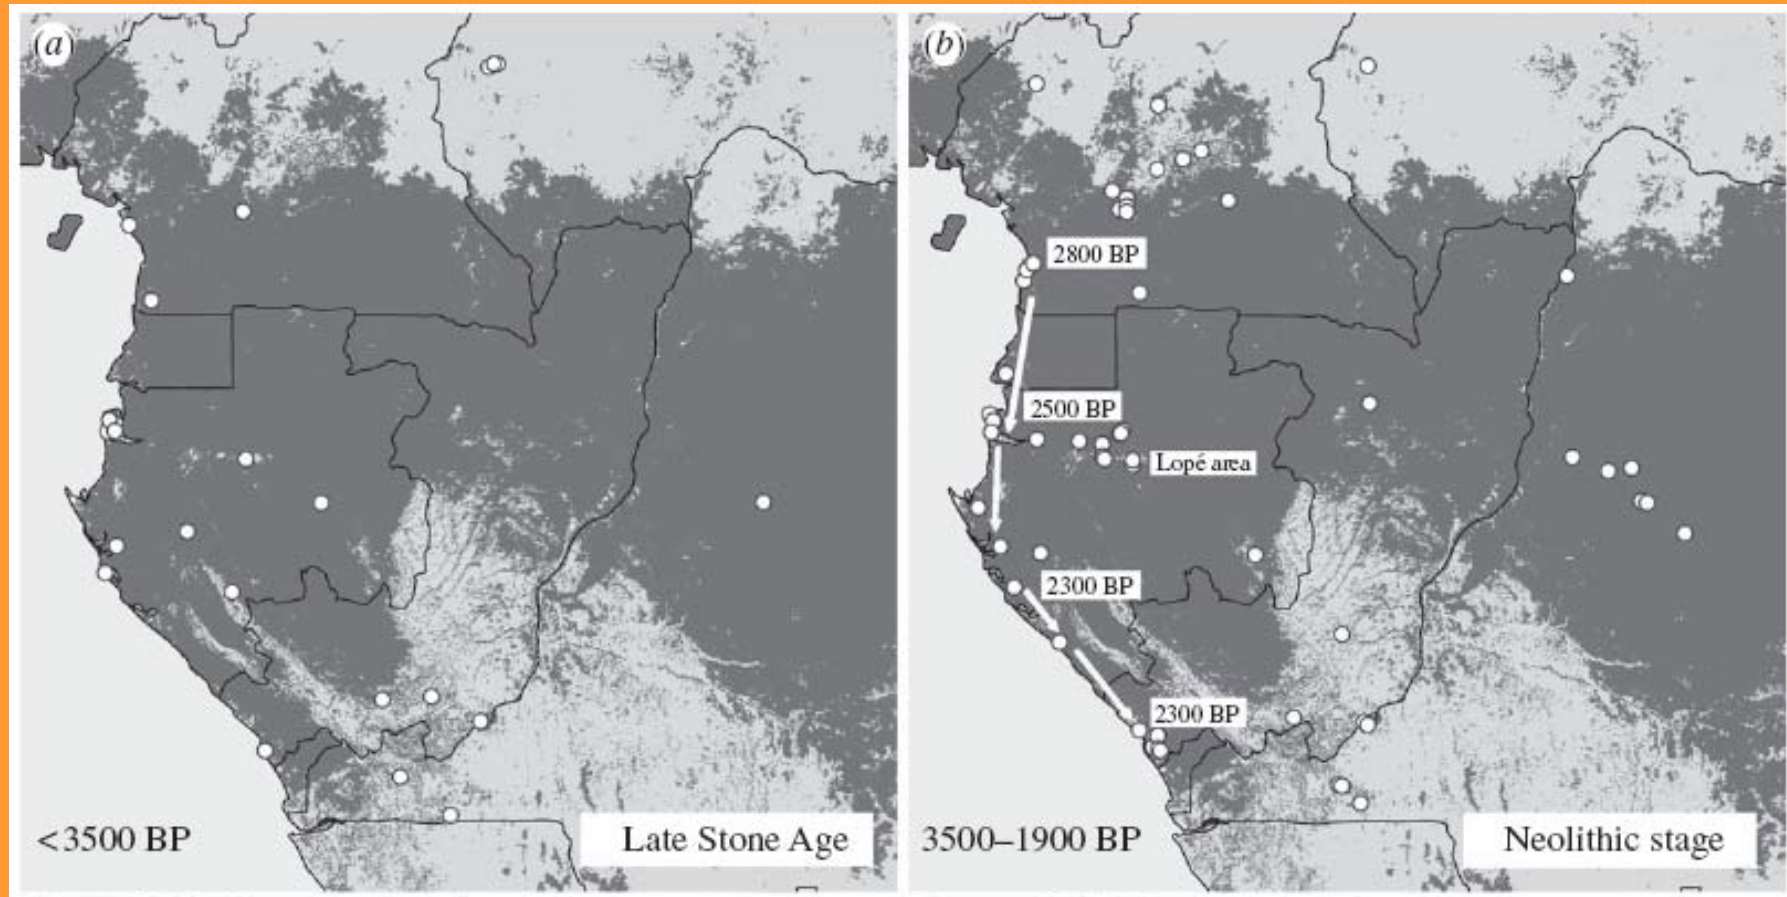 (a)
<3500 BP
Late Stone Age
(b)
2800 BP
2500 BP
Lopé area
2300 BP
2300 BP
3500–1900 BP
Neolithic stage